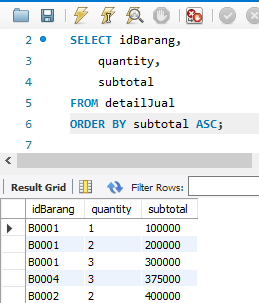 2 SELECT idBarang,
3 quantity,
4 subtotal
5 FROM detailJual
6 ORDER BY subtotal ASC;
Result Grid Filter Rows:
idBarang quantity subtotal
B0001 1 100000
B0001 2 200000
B0001 3 300000
B0004 3 375000
B0002 2 400000